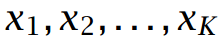 x₁, x₂, . . . , x_K